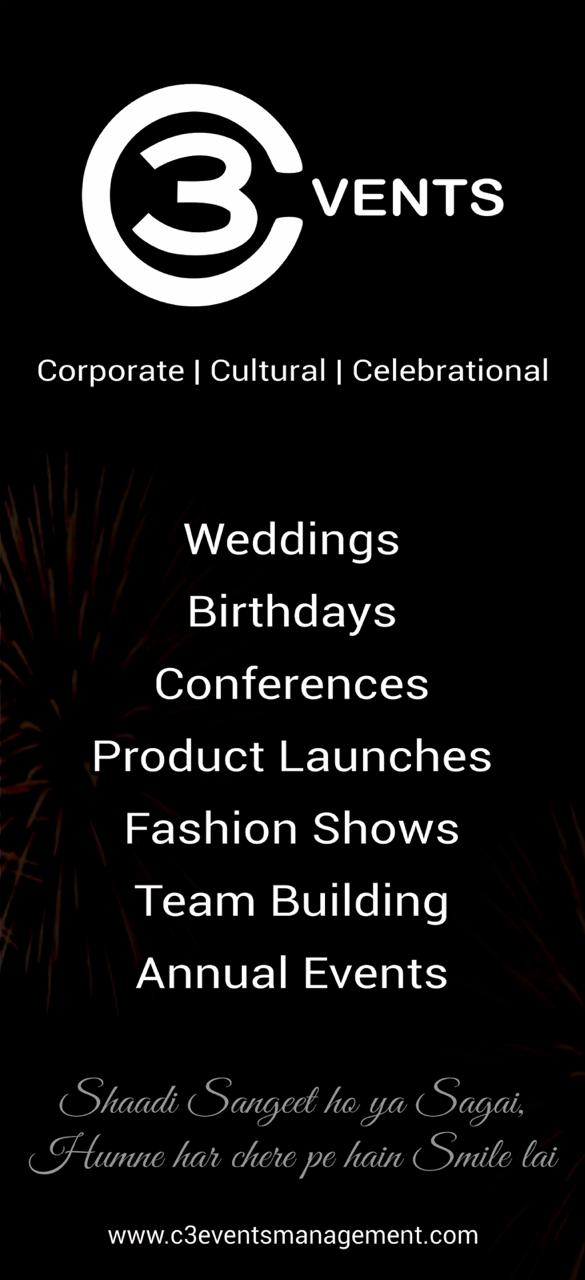 C3 VENTS
Corporate | Cultural | Celebrational
Weddings
Birthdays
Conferences
Product Launches
Fashion Shows
Team Building
Annual Events
Shaadi Sangeet ho ya Sagai,
Humne har chere pe hain Smile lai
www.c3eventsmanagement.com